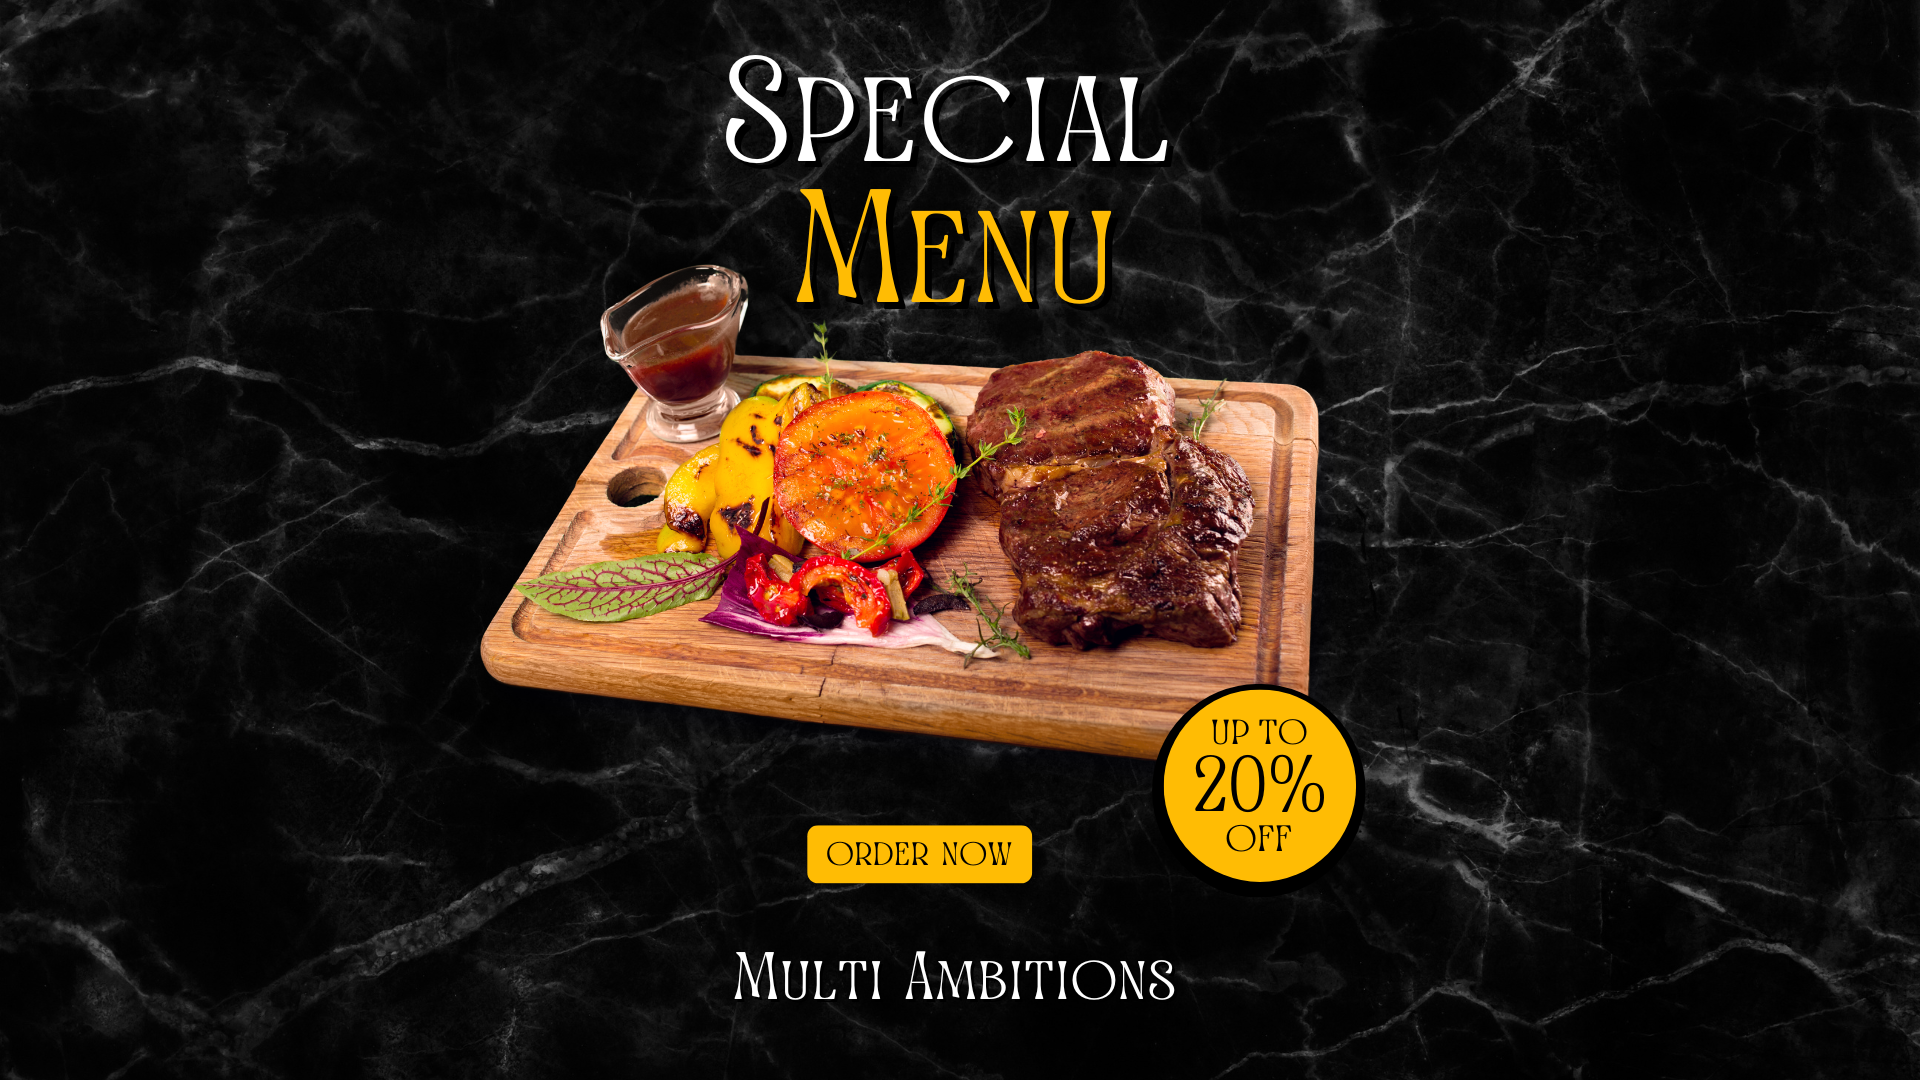 Special
Menu
UP TO
20%
OFF
ORDER NOW
Multi Ambitions